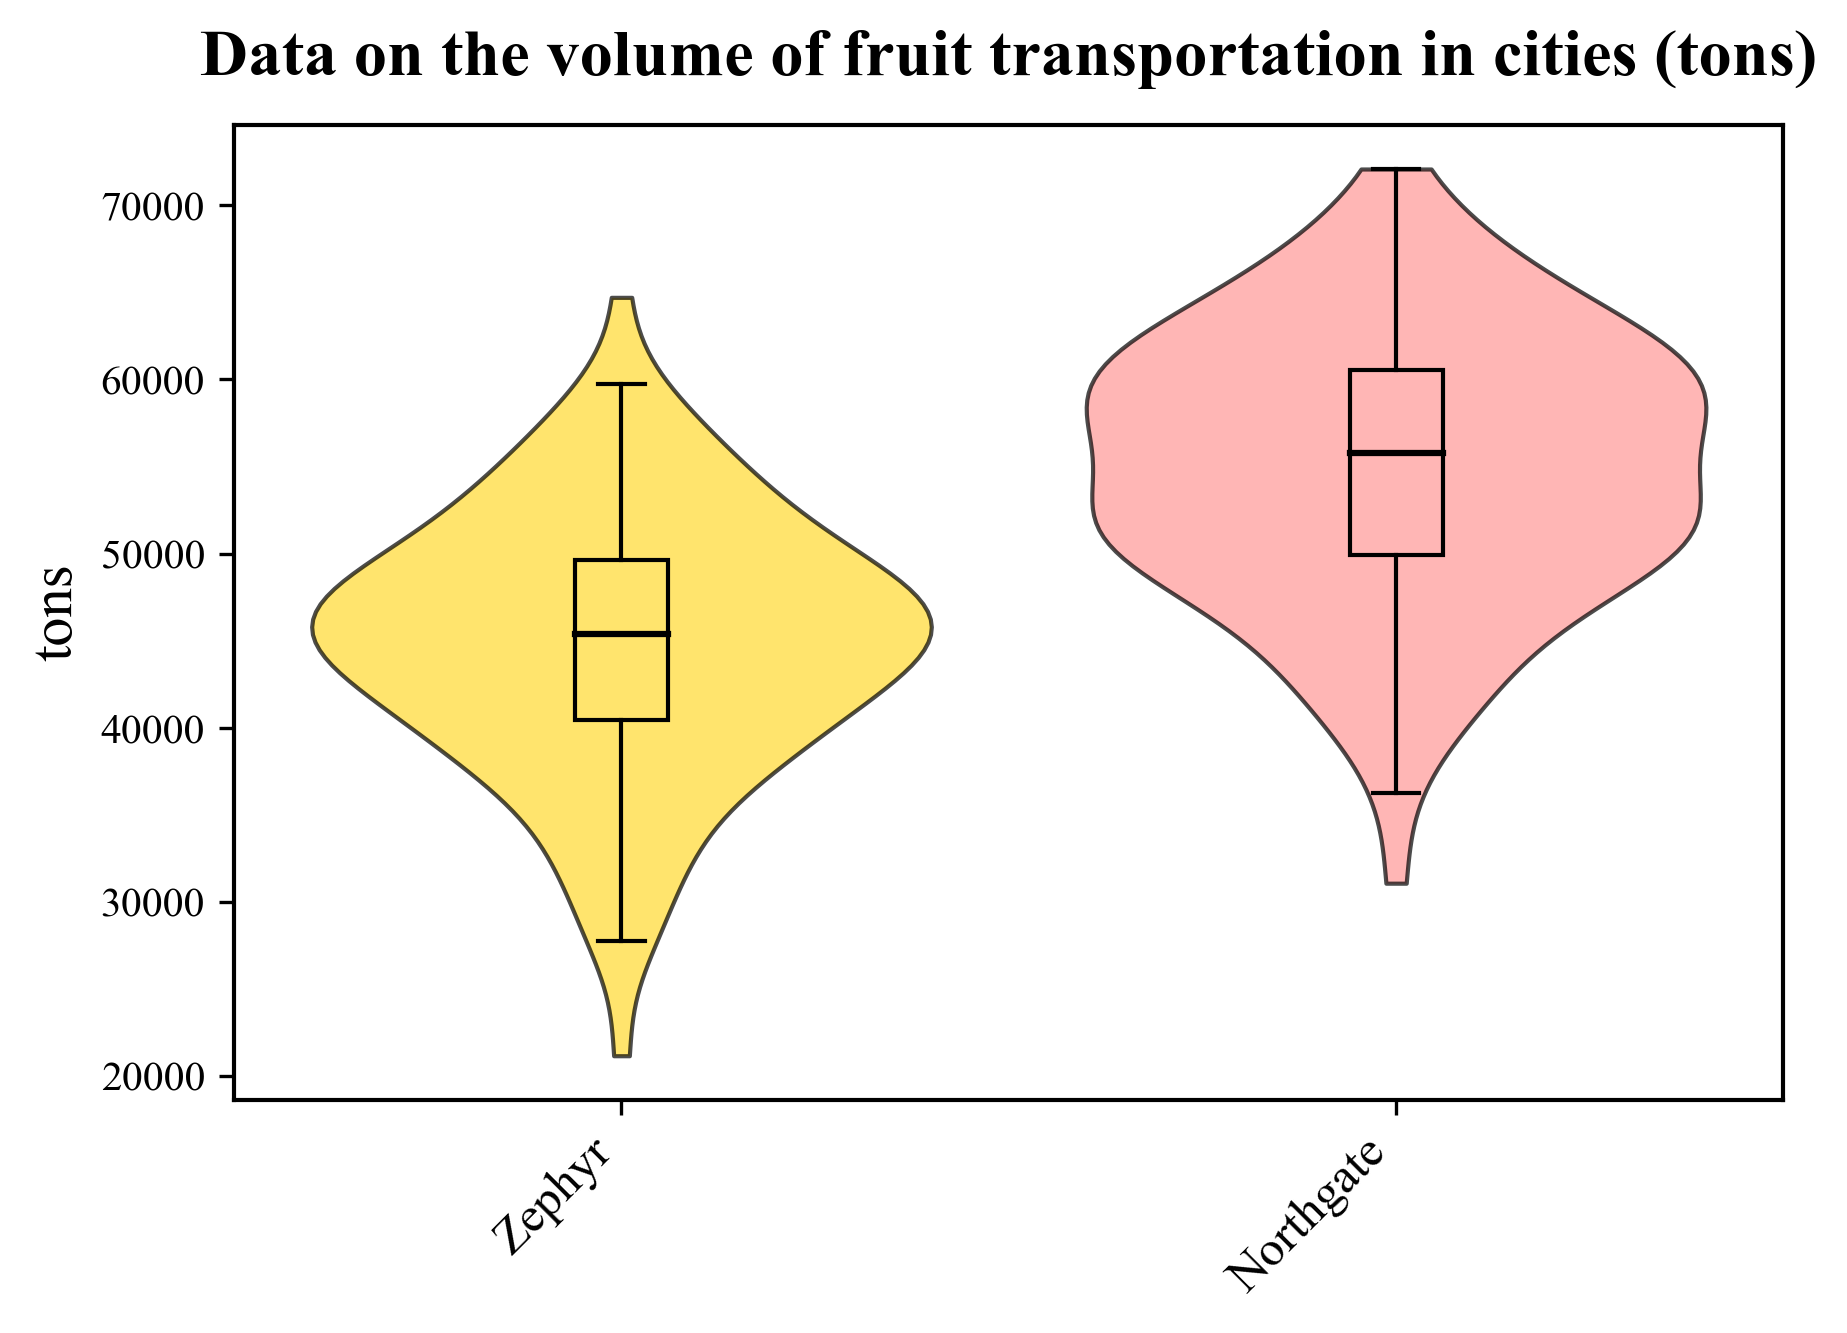 Data on the volume of fruit transportation in cities (tons)
70000
60000
50000
40000
30000
20000
tons
Zephyr
Northgate